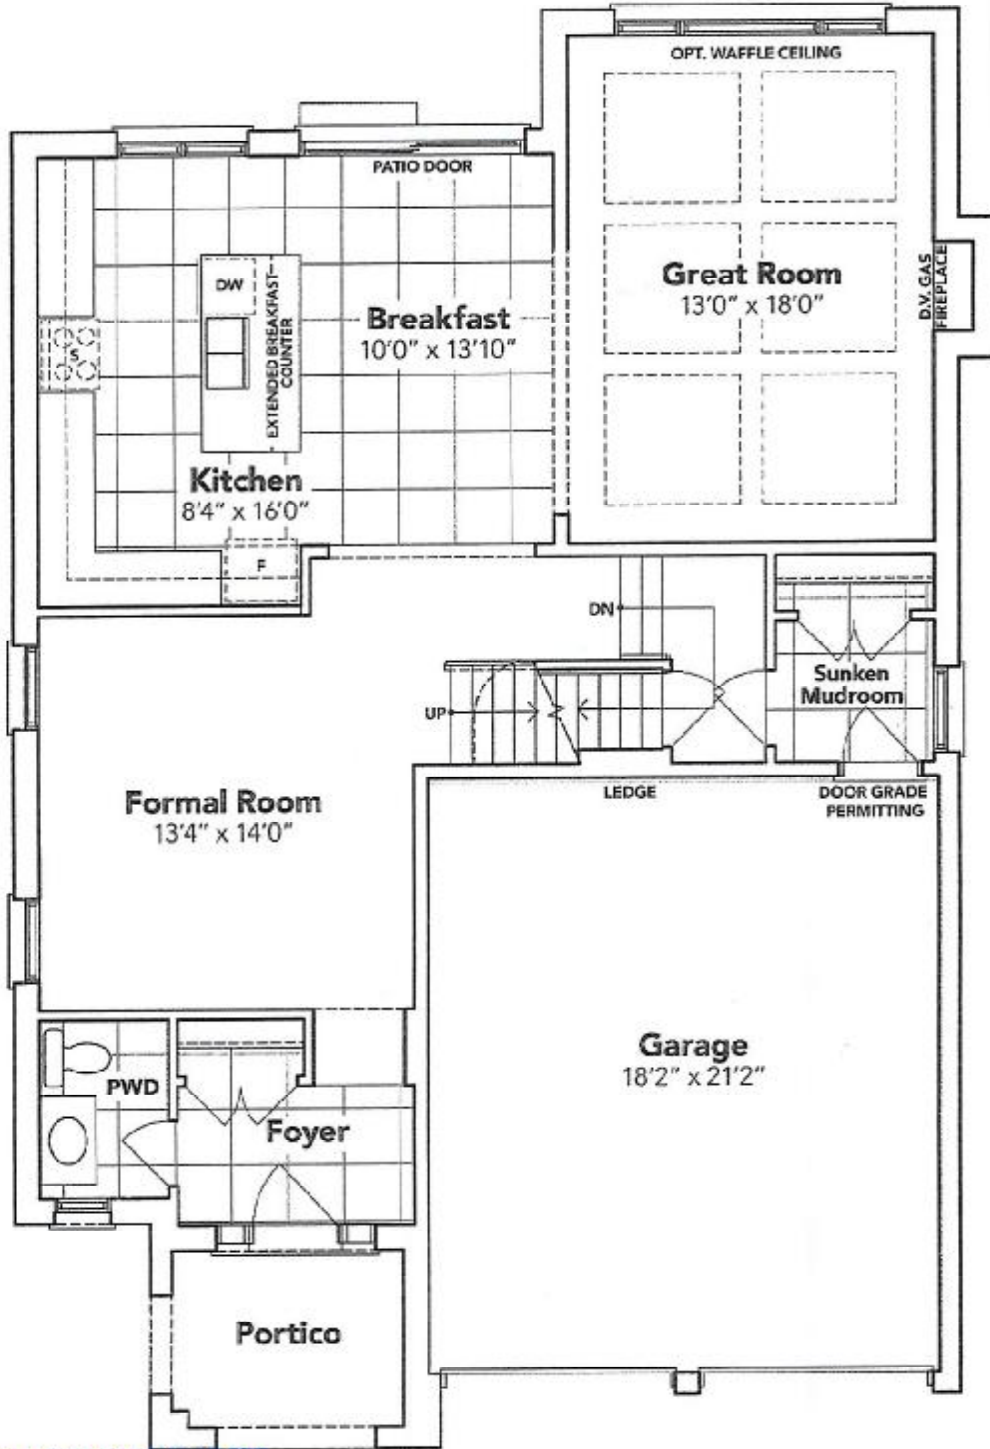 OPT. WAFFLE CEILING
PATIO DOOR
DW
EXTENDED BREAKFAST
COUNTER
S
Breakfast
10'0" x 13'10"
Great Room
13'0" x 18'0"
D.V. GAS
FIREPLACE
Kitchen
8'4" x 16'0"
F
DN
UP
Sunken
Mudroom
Formal Room
13'4" x 14'0"
LEDGE
DOOR GRADE
PERMITTING
Garage
18'2" x 21'2"
PWD
Foyer
Portico